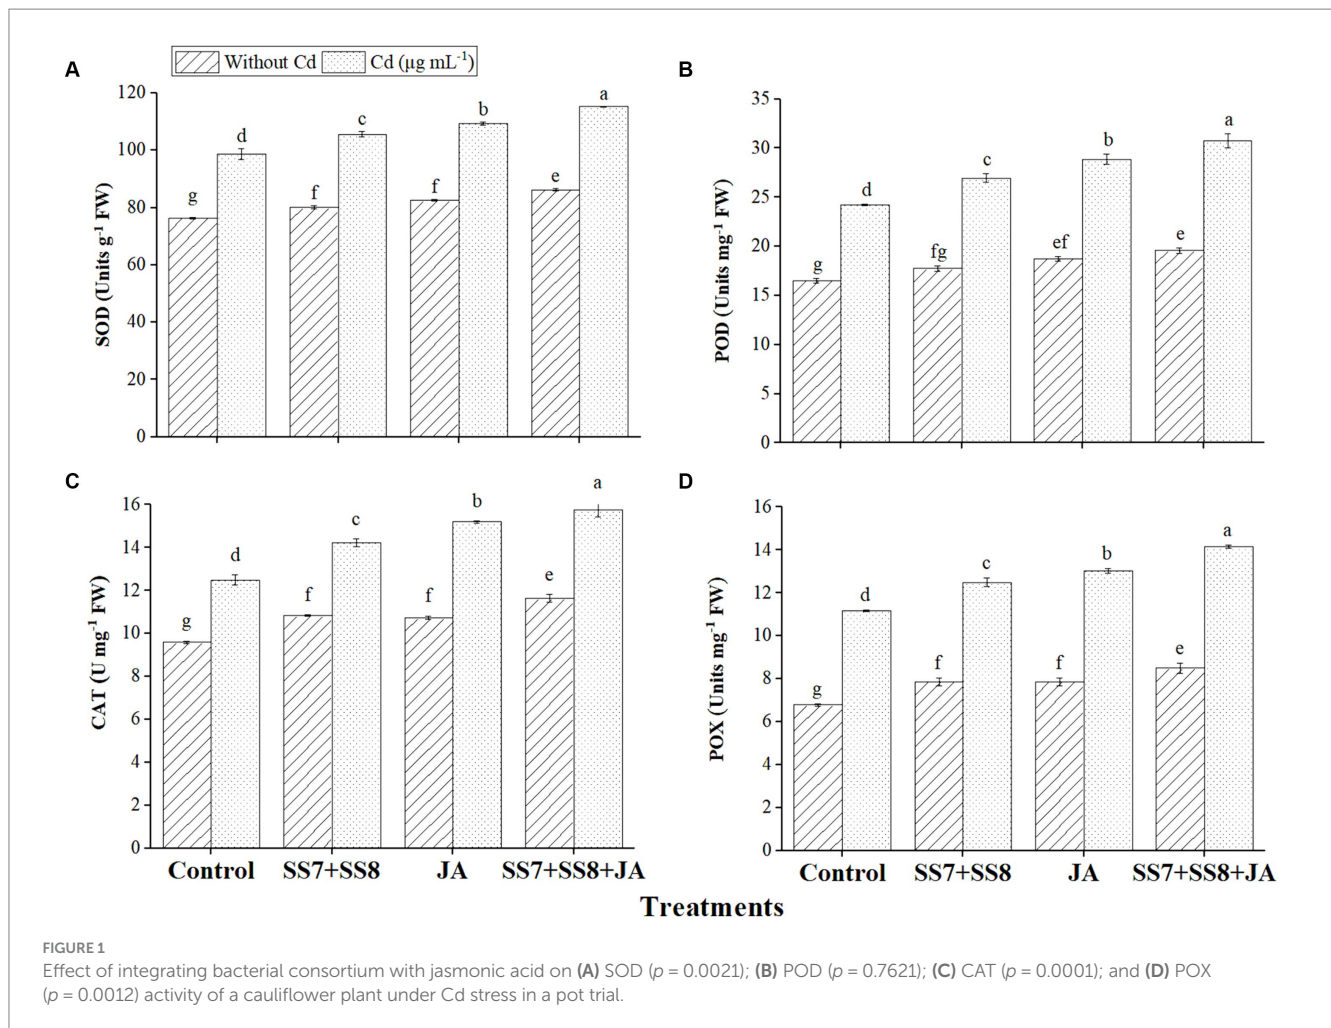 A
Without Cd
Cd (µg mL-1)
SOD (Units g-1 FW)
120
100
80
60
40
20
0
g
d
f
c
f
b
e
a
B
POD (Units mg-1 FW)
35
30
25
20
15
10
5
0
g
d
fg
c
ef
b
e
a
C
CAT (U mg-1 FW)
16
14
12
10
8
6
4
2
0
g
d
f
c
f
b
e
a
Control
SS7+SS8
JA
SS7+SS8+JA
D
POX (Units mg-1 FW)
16
14
12
10
8
6
4
2
0
g
d
f
c
f
b
e
a
Control
SS7+SS8
JA
SS7+SS8+JA
Treatments
FIGURE 1
Effect of integrating bacterial consortium with jasmonic acid on (A) SOD (p = 0.0021); (B) POD (p = 0.7621); (C) CAT (p = 0.0001); and (D) POX
(p = 0.0012) activity of a cauliflower plant under Cd stress in a pot trial.